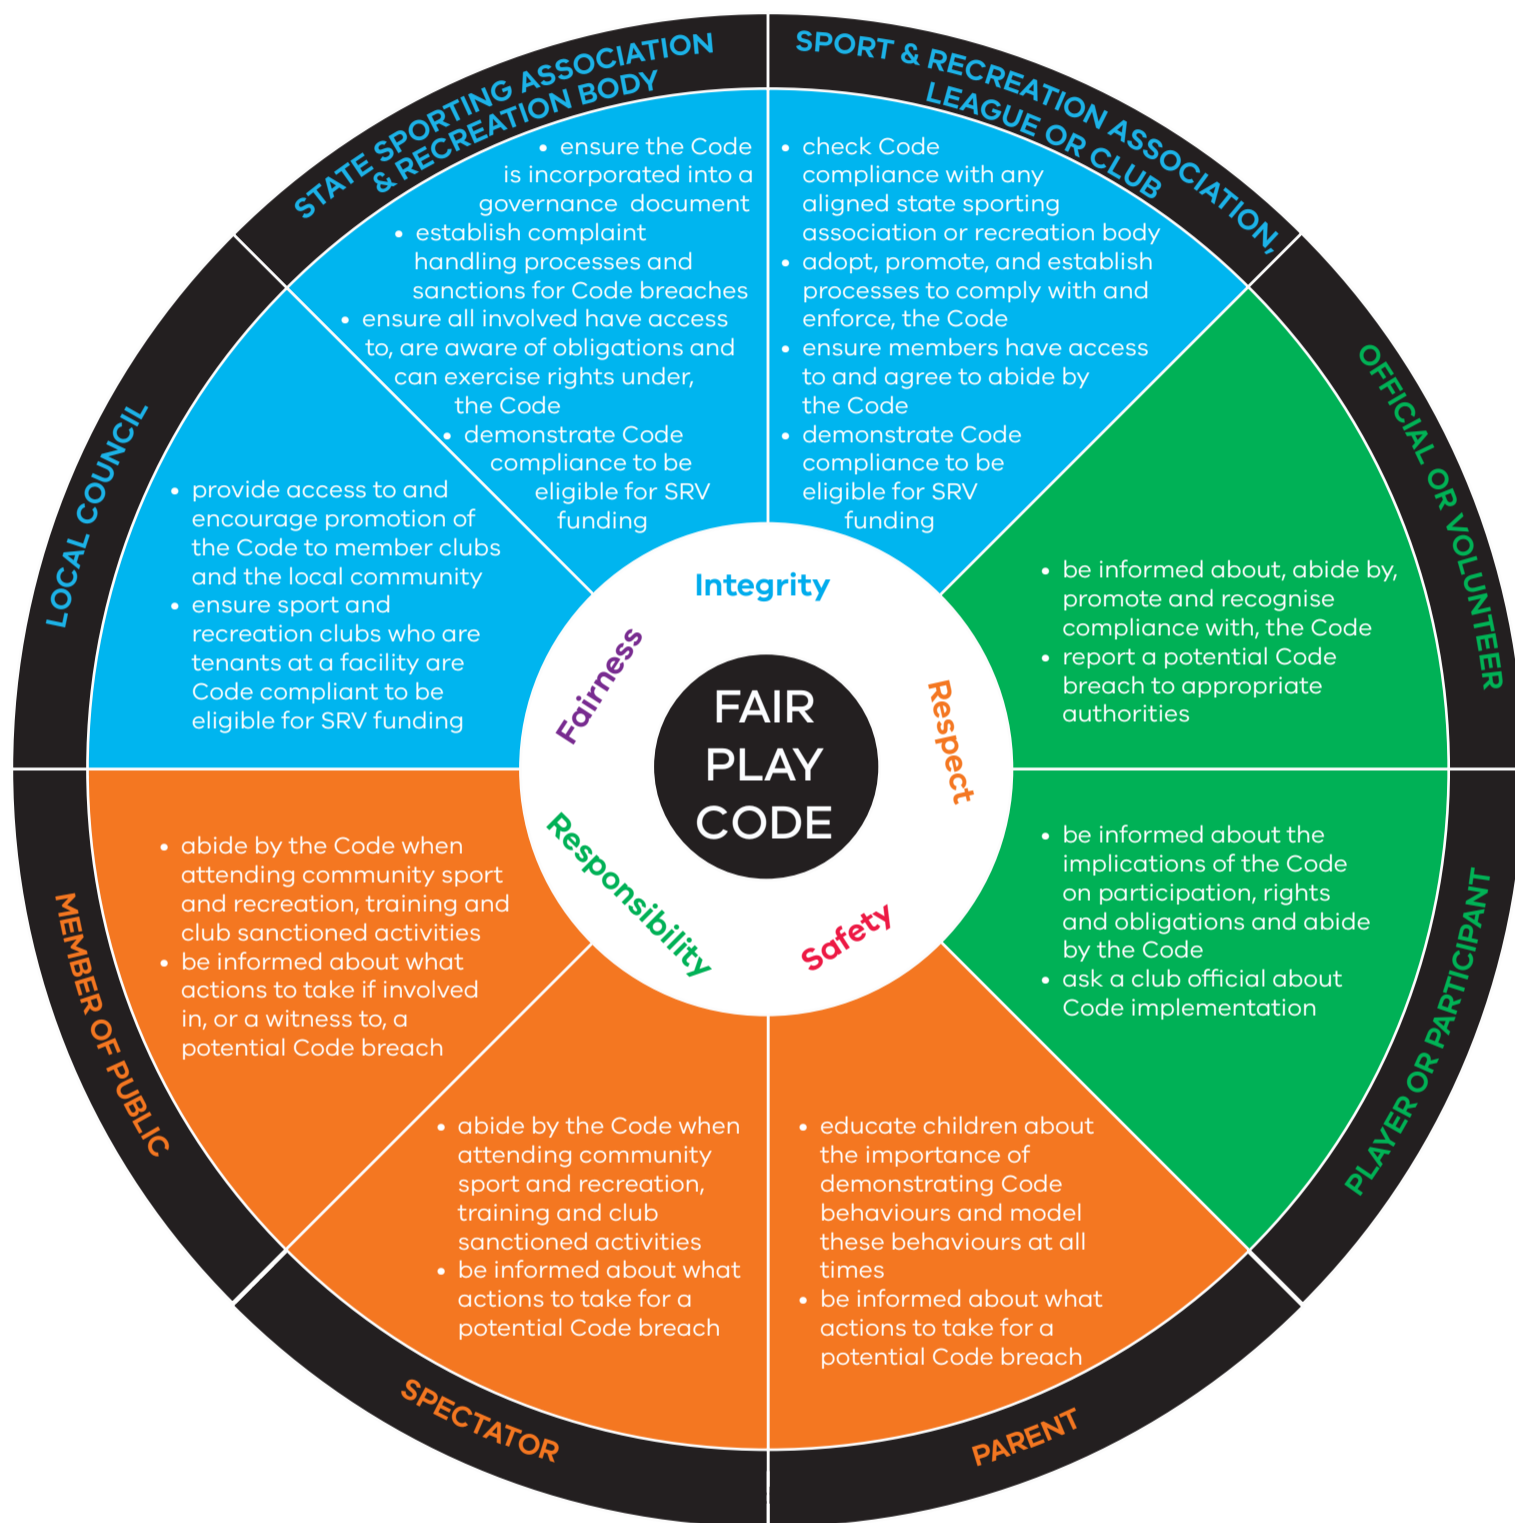 STATE SPORTING ASSOCIATION
& RECREATION BODY
• ensure the Code
is incorporated into a
governance document
• establish complaint
handling processes and
sanctions for Code breaches
• ensure all involved have access
to, are aware of obligations and
can exercise rights under,
the Code
• demonstrate Code
compliance to be
eligible for SRV
funding
SPORT & RECREATION ASSOCIATION,
LEAGUE OR CLUB
• check Code
compliance with any
aligned state sporting
association or recreation body
• adopt, promote, and establish
processes to comply with and
enforce, the Code
• ensure members have access
to and agree to abide by
the Code
• demonstrate Code
compliance to be
eligible for SRV
funding
OFFICIAL OR VOLUNTEER
• be informed about, abide by,
promote and recognise
compliance with, the Code
• report a potential Code
breach to appropriate
authorities
PLAYER OR PARTICIPANT
• be informed about the
implications of the Code
on participation, rights
and obligations and abide
by the Code
• ask a club official about
Code implementation
PARENT
• educate children about
the importance of
demonstrating Code
behaviours and model
these behaviours at all
times
• be informed about what
actions to take for a
potential Code breach
SPECTATOR
• abide by the Code when
attending community
sport and recreation,
training and club
sanctioned activities
• be informed about what
actions to take for a
potential Code breach
MEMBER OF PUBLIC
• abide by the Code when
attending community sport
and recreation, training and
club sanctioned activities
• be informed about what
actions to take if involved
in, or a witness to, a
potential Code breach
LOCAL COUNCIL
• provide access to and
encourage promotion of
the Code to member clubs
and the local community
• ensure sport and
recreation clubs who are
tenants at a facility are
Code compliant to be
eligible for SRV funding
Integrity
Respect
Safety
Responsibility
Fairness
FAIR
PLAY
CODE